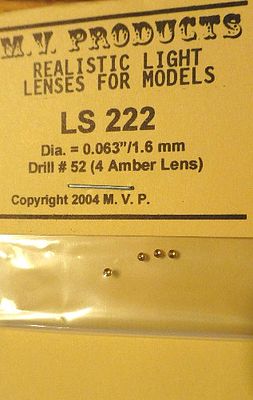 M.V. PRODUCTS
REALISTIC LIGHT
LENSES FOR MODELS
LS 222
Dia. = 0.063"/1.6 mm
Drill # 52 (4 Amber Lens)
Copyright 2004 M. V. P.